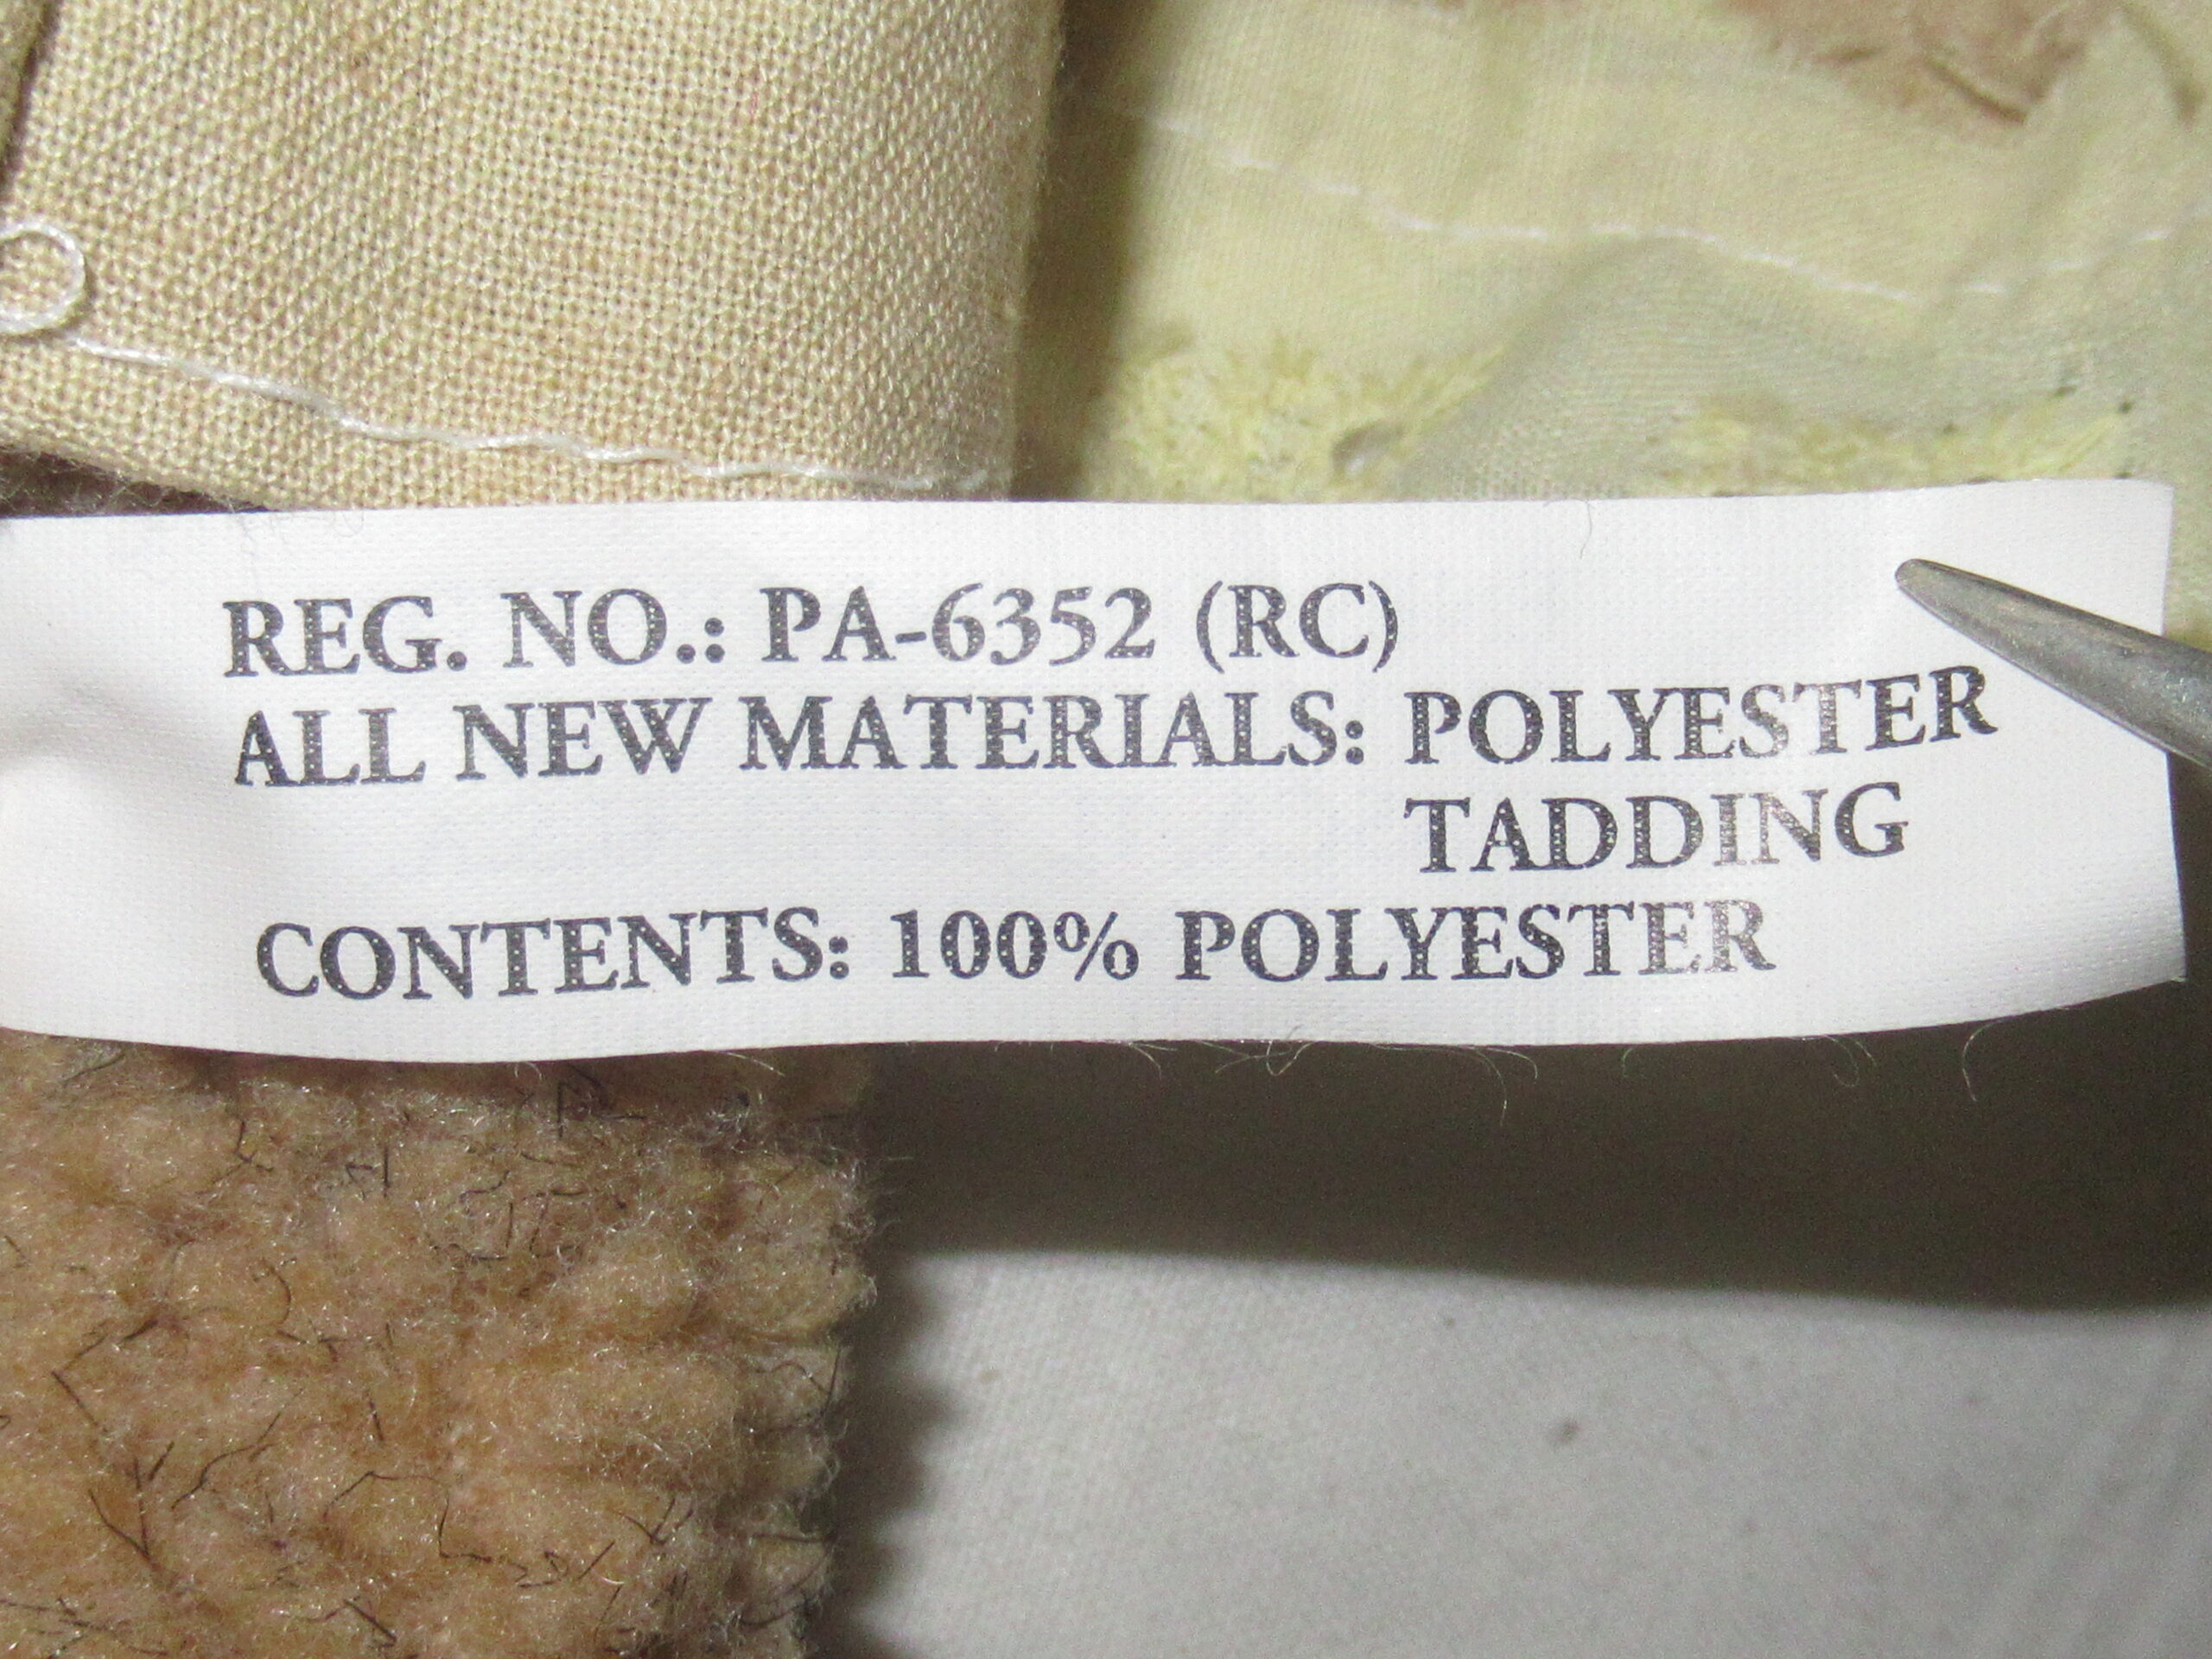 REG. NO.: PA-6352 (RC)
ALL NEW MATERIALS: POLYESTER
TADDING
CONTENTS: 100% POLYESTER